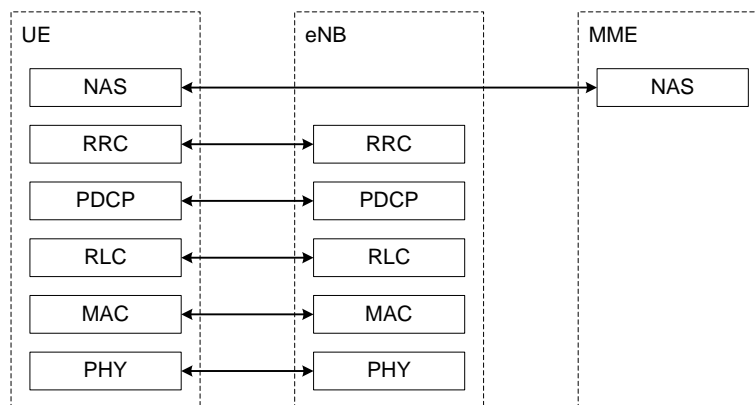 UE eNB MME
NAS NAS
RRC RRC
PDCP PDCP
RLC RLC
MAC MAC
PHY PHY